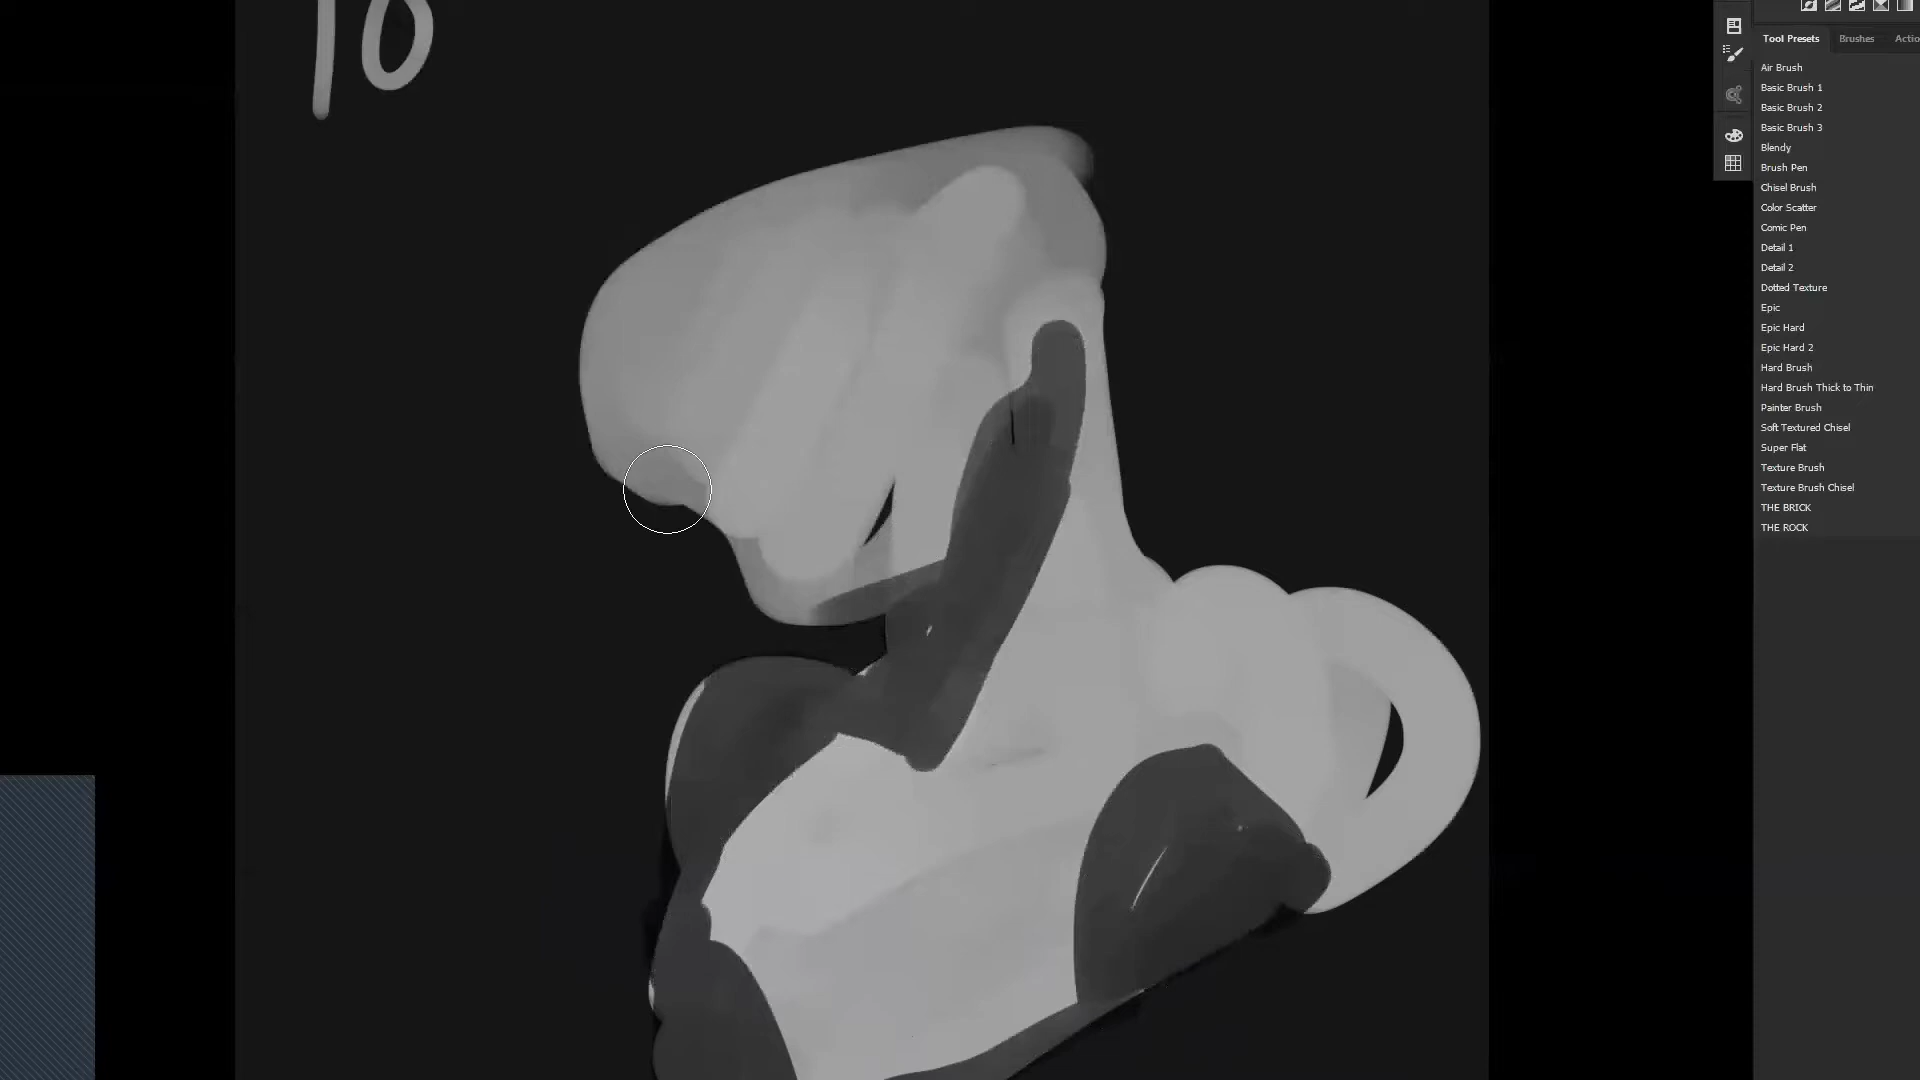 10
Tool Presets
Brushes
Actio
Air Brush
Basic Brush 1
Basic Brush 2
Basic Brush 3
Blendy
Brush Pen
Chisel Brush
Color Scatter
Comic Pen
Detail 1
Detail 2
Dotted Texture
Epic
Epic Hard
Epic Hard 2
Hard Brush
Hard Brush Thick to Thin
Painter Brush
Soft Textured Chisel
Super Flat
Texture Brush
Texture Brush Chisel
THE BRICK
THE ROCK